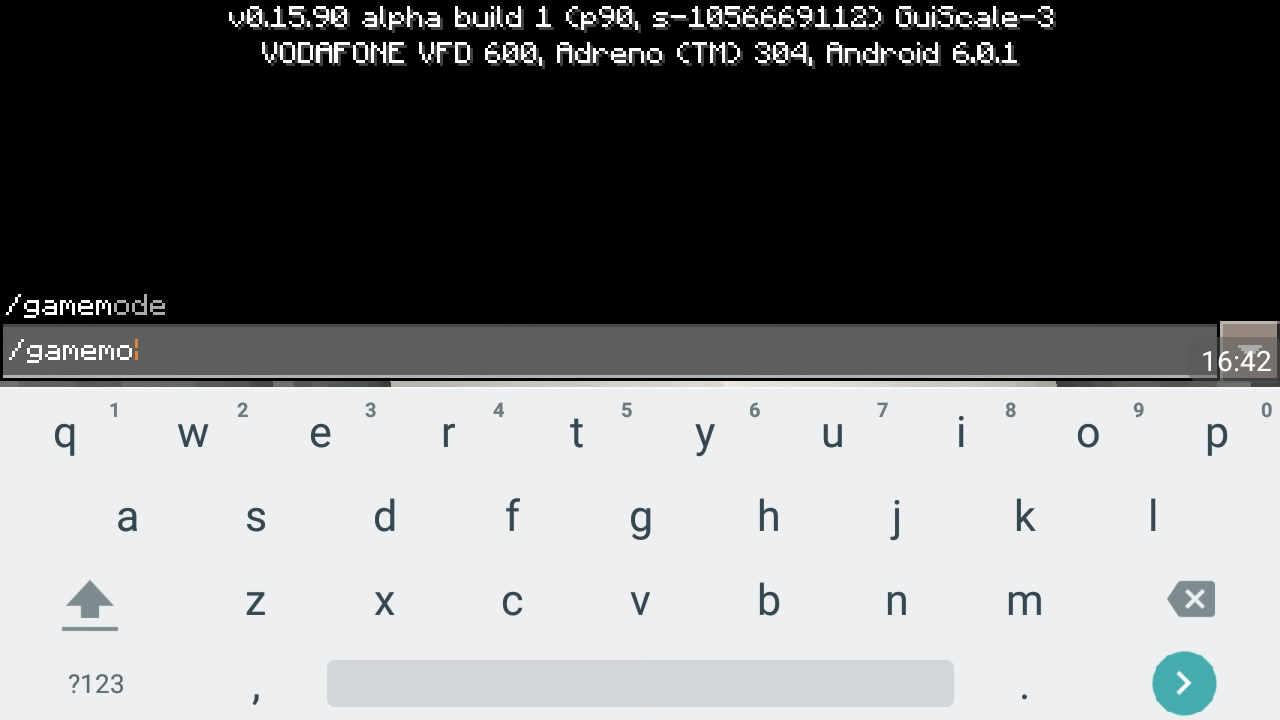 v0.15.90 alpha build 1 (p90, s-1056669112) GuiScale-3
VODAFONE VFD 600, Adreno (TM) 304, Android 6.0.1
/gamemode
/gamemo
16:42
1 2 3 4 5 6 7 8 9 0
q w e r t y u i o p
a s d f g h j k l
z x c v b n m
?123 , .